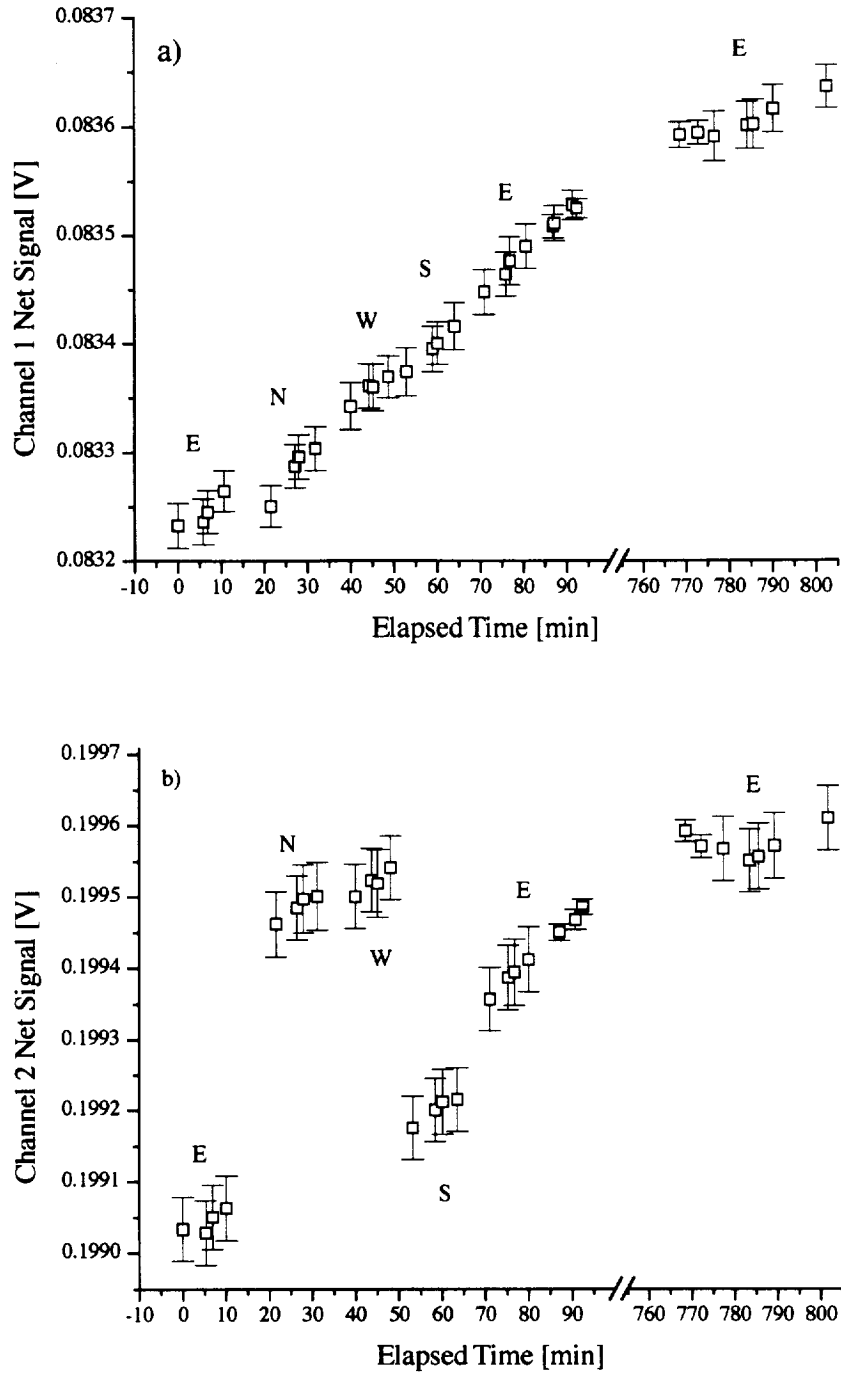 a)
0.0837
0.0836
0.0835
0.0834
0.0833
0.0832
Channel 1 Net Signal [V]
E
N
W
S
E
E
-10 0 10 20 30 40 50 60 70 80 90 760 770 780 790 800
Elapsed Time [min]
b)
0.1997
0.1996
0.1995
0.1994
0.1993
0.1992
0.1991
0.1990
Channel 2 Net Signal [V]
E
N
W
S
E
E
-10 0 10 20 30 40 50 60 70 80 90 760 770 780 790 800
Elapsed Time [min]